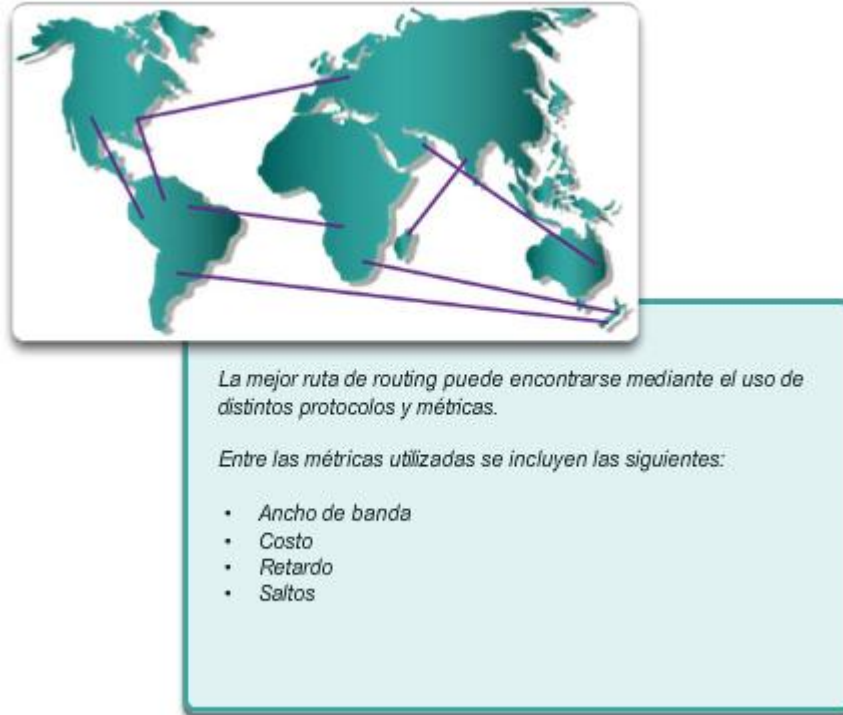 La mejor ruta de routing puede encontrarse mediante el uso de
distintos protocolos y métricas.
Entre las métricas utilizadas se incluyen las siguientes:
• Ancho de banda
• Costo
• Retardo
• Saltos